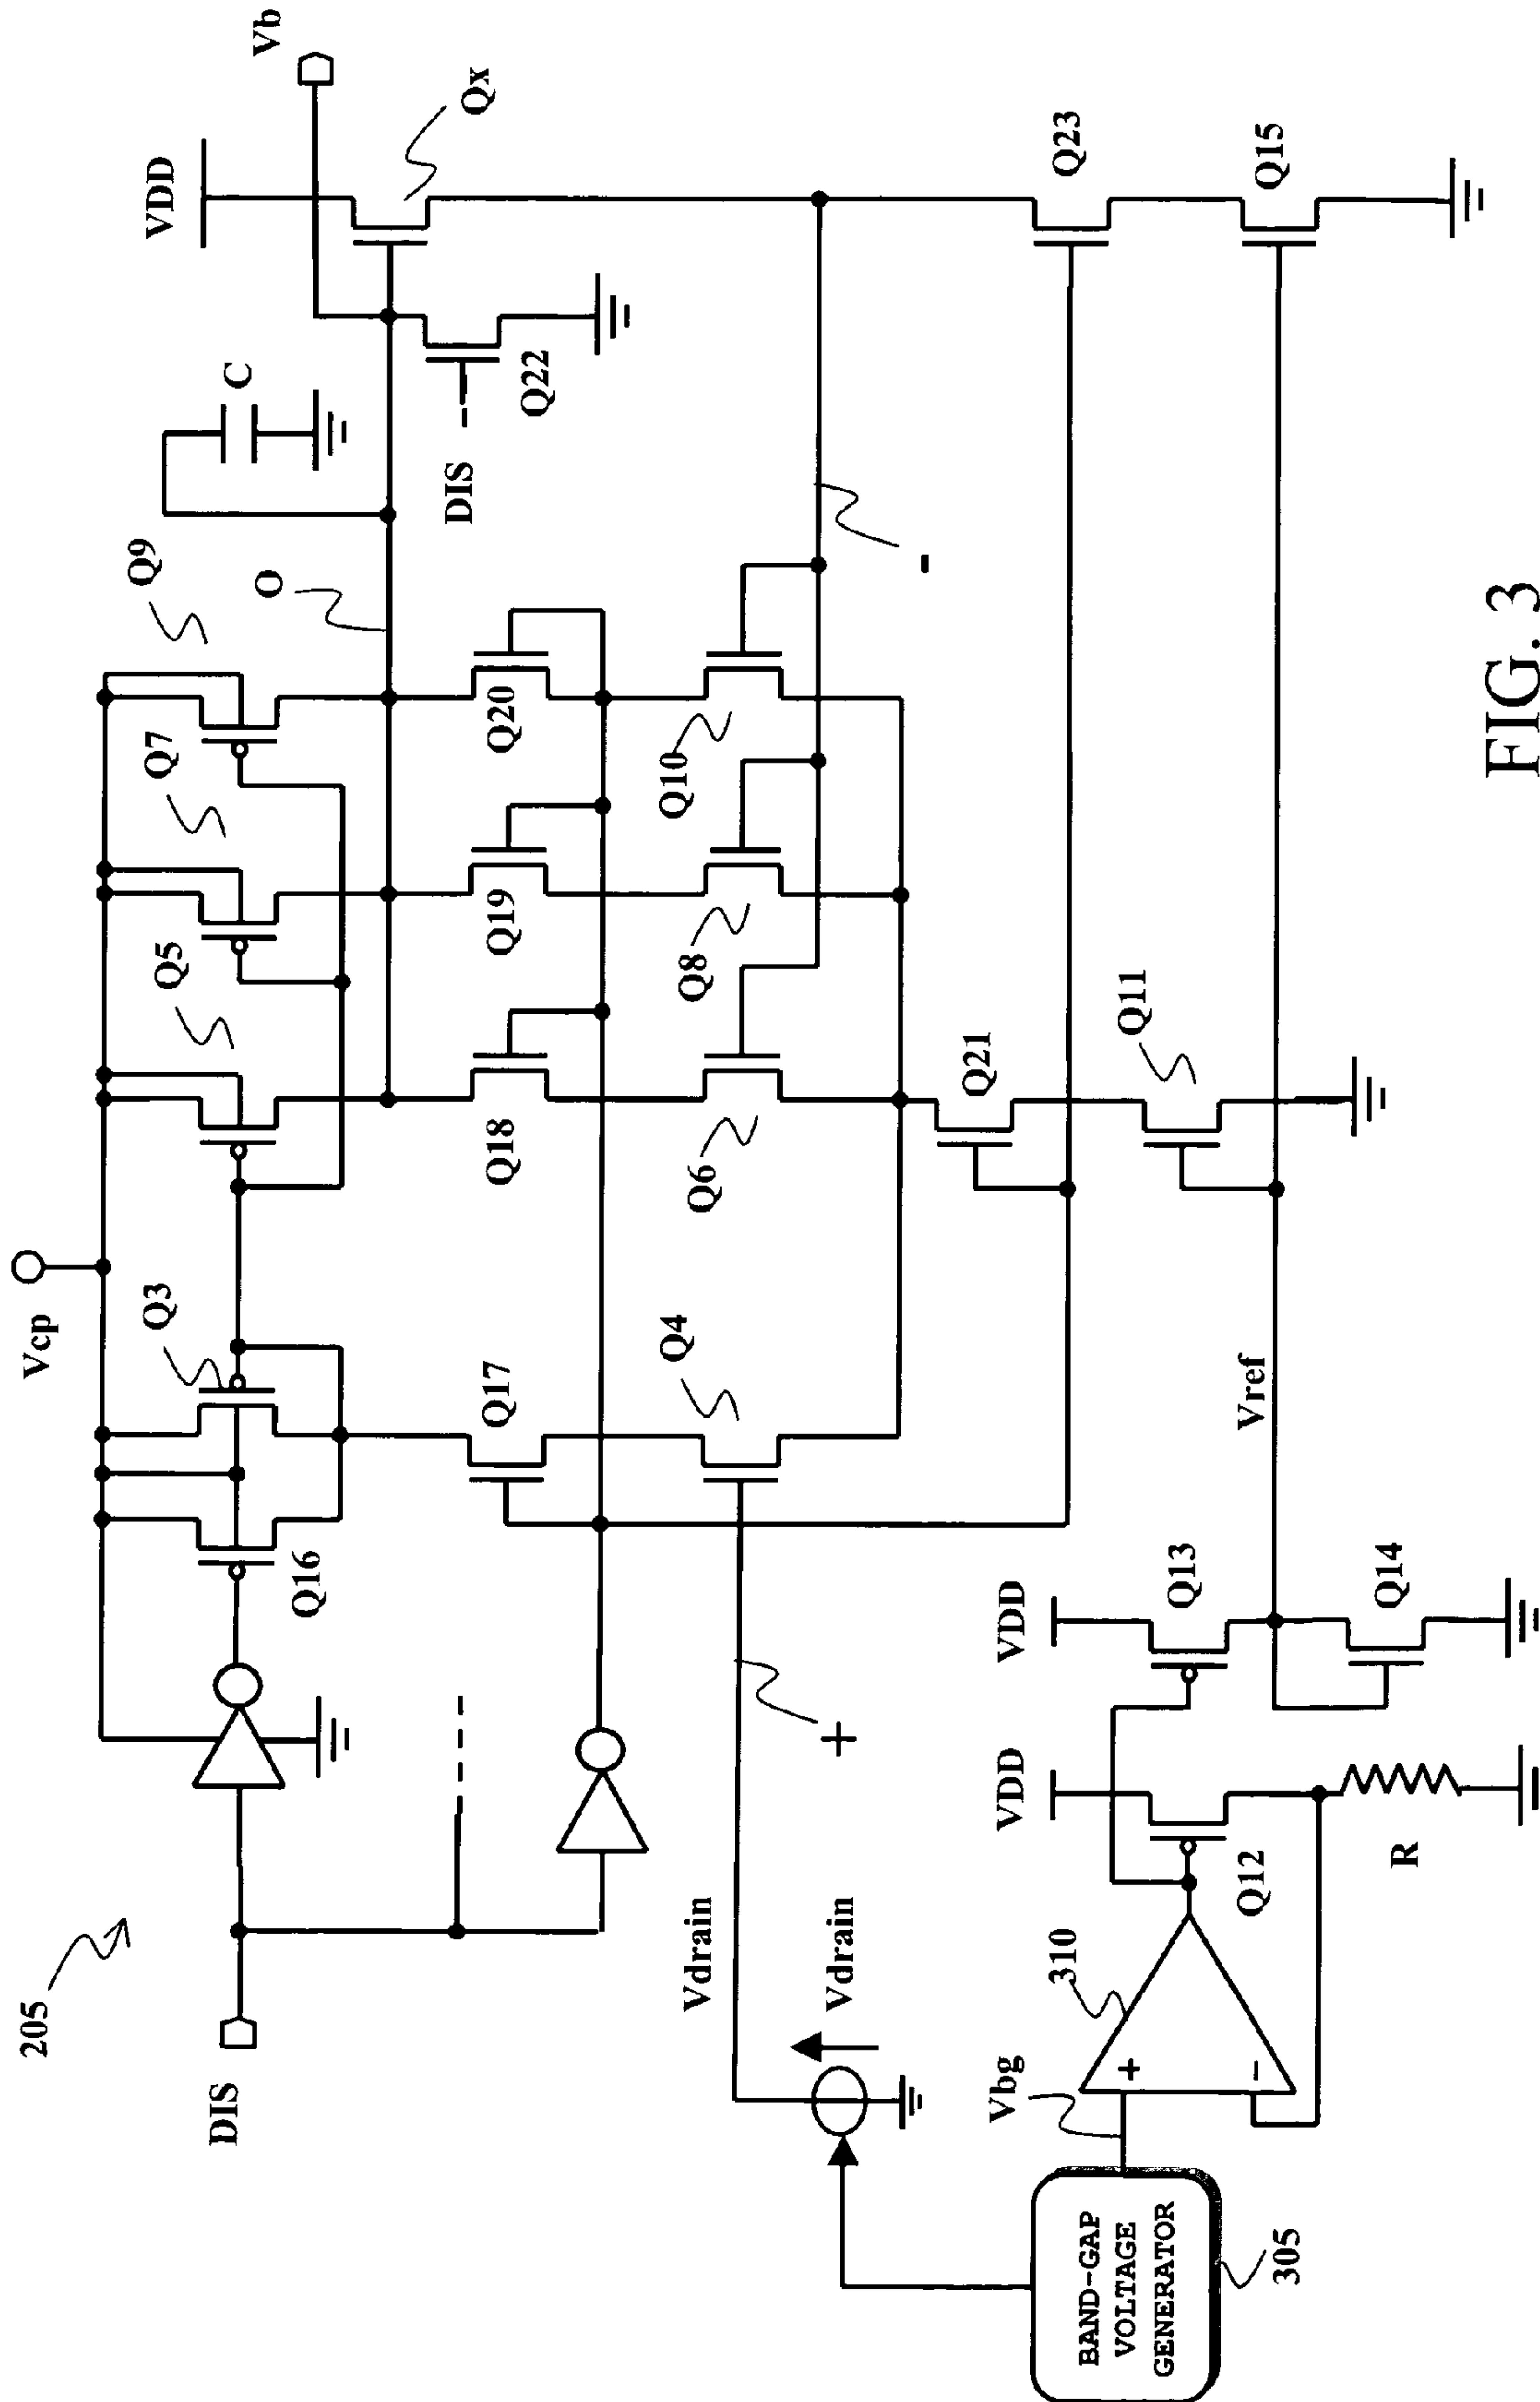 205
DIS
Vcp
Q16
Q3
Q17
Q4
Q5
Q7
Q9
O
C
VDD
Vb
Qx
DIS
Q22
Q18
Q19
Q20
Q6
Q8
Q10
-
Q21
Q11
Q23
Q15
Vdrain
Vdrain
+
Vbg
310
+
-
VDD
Q12
R
VDD
Q13
Q14
Vref
BAND-GAP
VOLTAGE
GENERATOR
305
FIG. 3